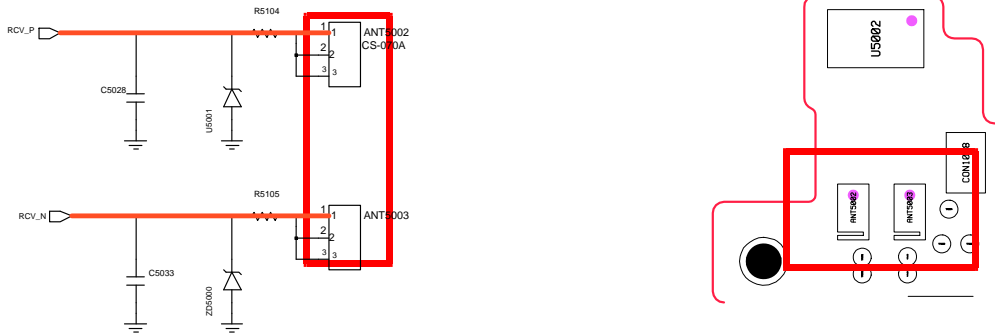 R5104
RCV_P
1
1
ANT5002
CS-070A
2
2
3
3
C5028
U5001
R5105
RCV_N
1
1
ANT5003
2
2
3
3
C5033
ZD5000
U5002
ANT5002
ANT5003